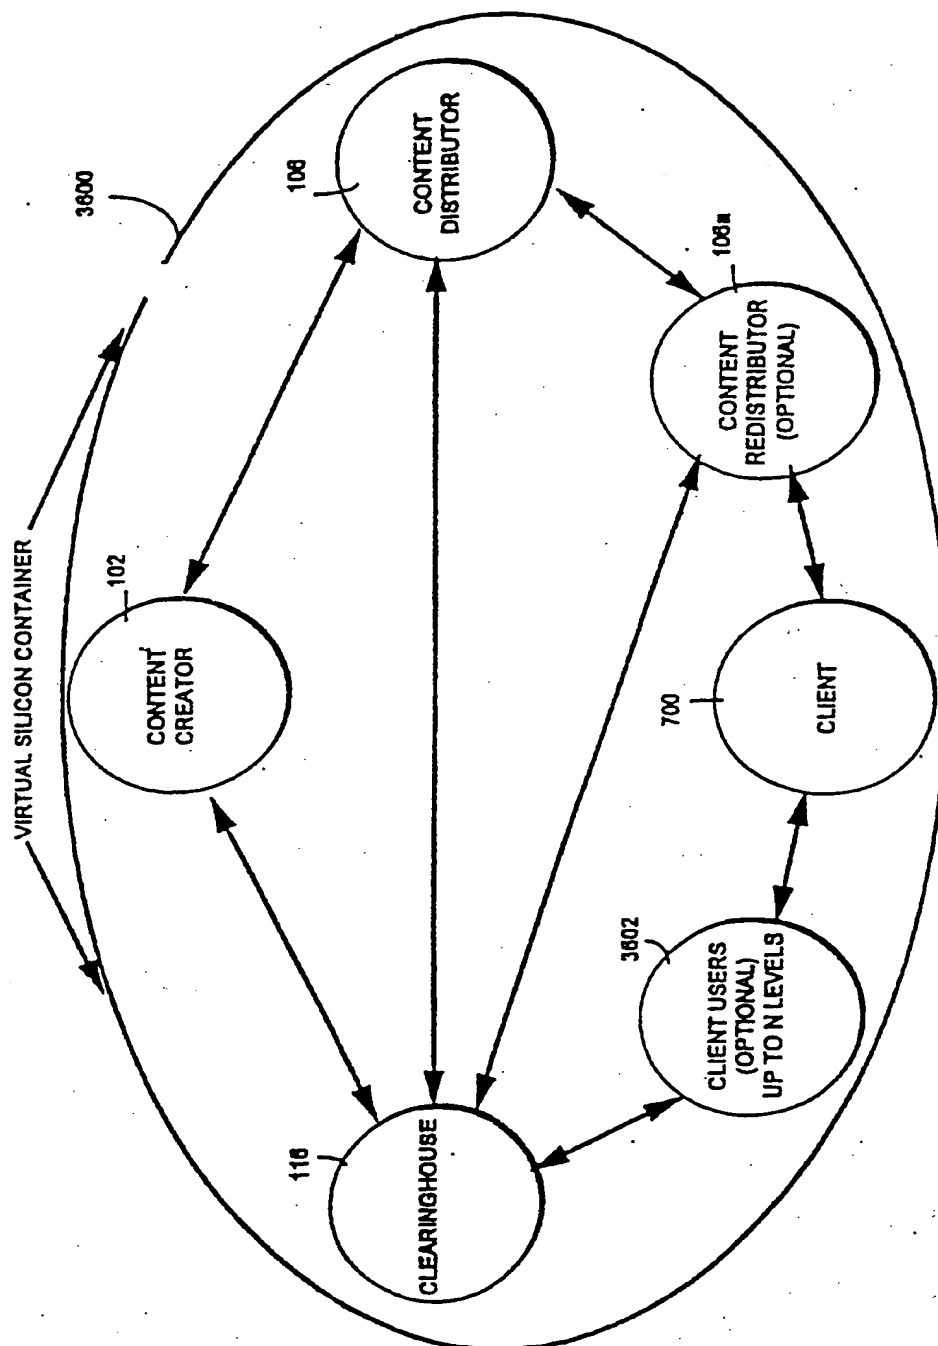 VIRTUAL SILICON CONTAINER
3600
102
CONTENT
CREATOR
106
CONTENT
DISTRIBUTOR
116
CLEARINGHOUSE
106a
CONTENT
REDISTRIBUTOR
(OPTIONAL)
3602
CLIENT USERS
(OPTIONAL)
UP TO N LEVELS
700
CLIENT